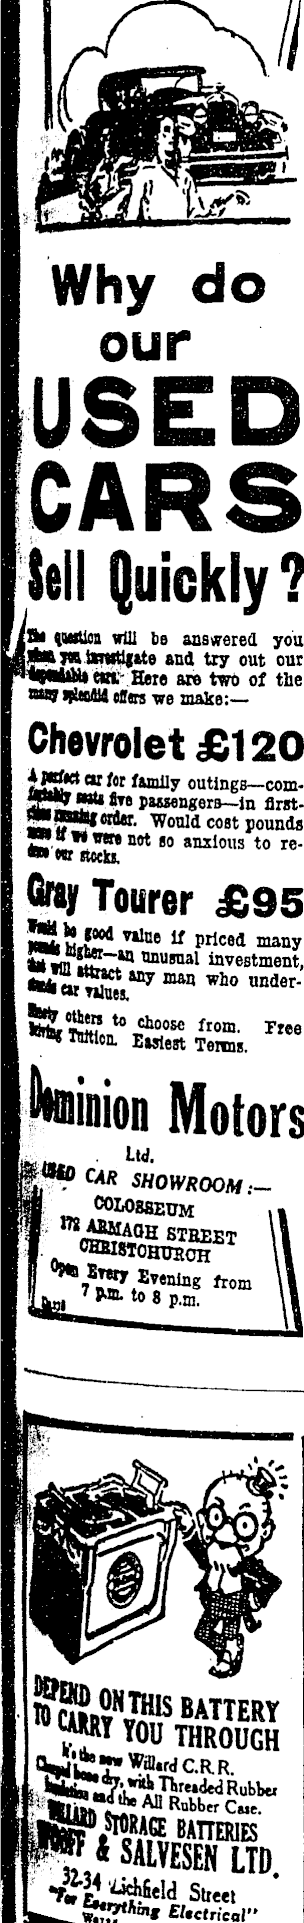 Why do
our
USED
CARS
Sell Quickly?
The question will be answered you
when you investigate and try out our
dependable cars. Here are two of the
many splendid offers we make:—
Chevrolet £120
A perfect car for family outings—com-
fortably seats five passengers—in first-
class running order. Would cost pounds
more if we were not so anxious to re-
duce our stocks.
Gray Tourer £95
Would be good value if priced many
pounds higher—an unusual investment,
that will attract any man who under-
stands car values.
Ninety others to choose from. Free
Driving Tuition. Easiest Terms.
Dominion Motors
Ltd.
USED CAR SHOWROOM:—
COLOSSEUM
172 ARMAGH STREET
CHRISTCHURCH
Open Every Evening from
7 p.m. to 8 p.m.
DEPEND ON THIS BATTERY
TO CARRY YOU THROUGH
It's the new Willard C.R.R.
Charged bone dry, with Threaded Rubber
Insulation and the All Rubber Case.
WILLARD STORAGE BATTERIES
& SALVESEN LTD.
32-34 Lichfield Street
"For Everything Electrical"